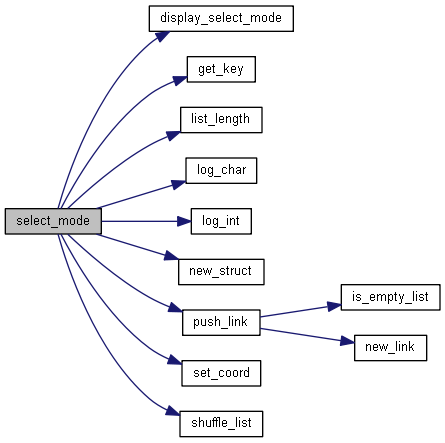 display_select_mode
get_key
list_length
log_char
select_mode
log_int
new_struct
is_empty_list
push_link
new_link
set_coord
shuffle_list